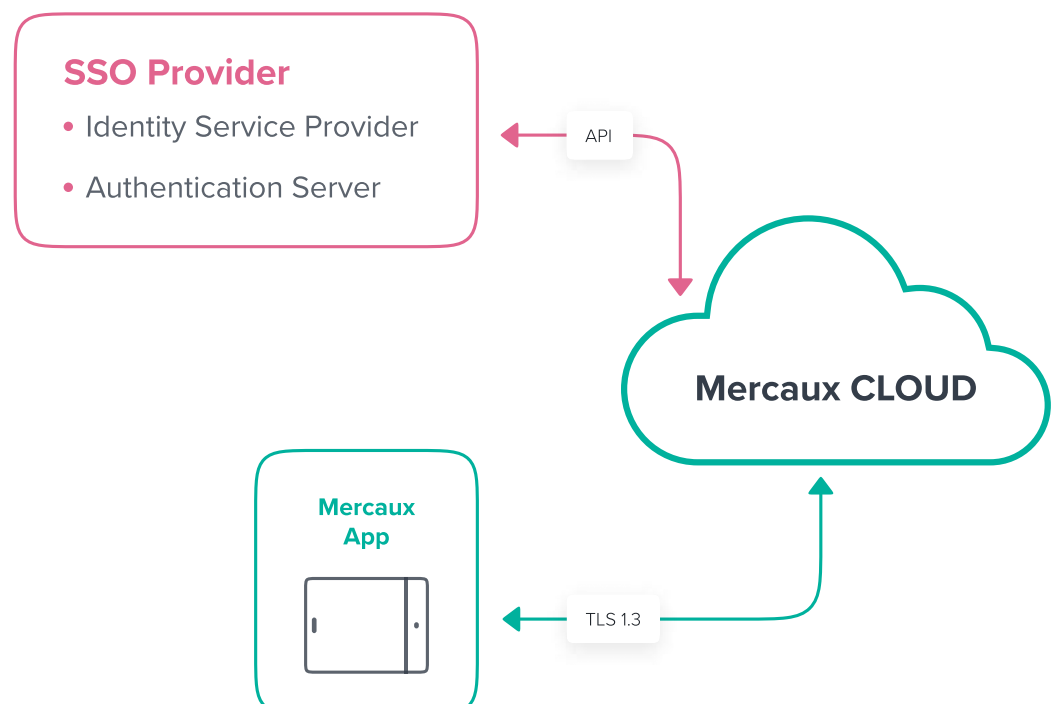 SSO Provider
Identity Service Provider
Authentication Server
API
Mercaux CLOUD
Mercaux
App
TLS 1.3